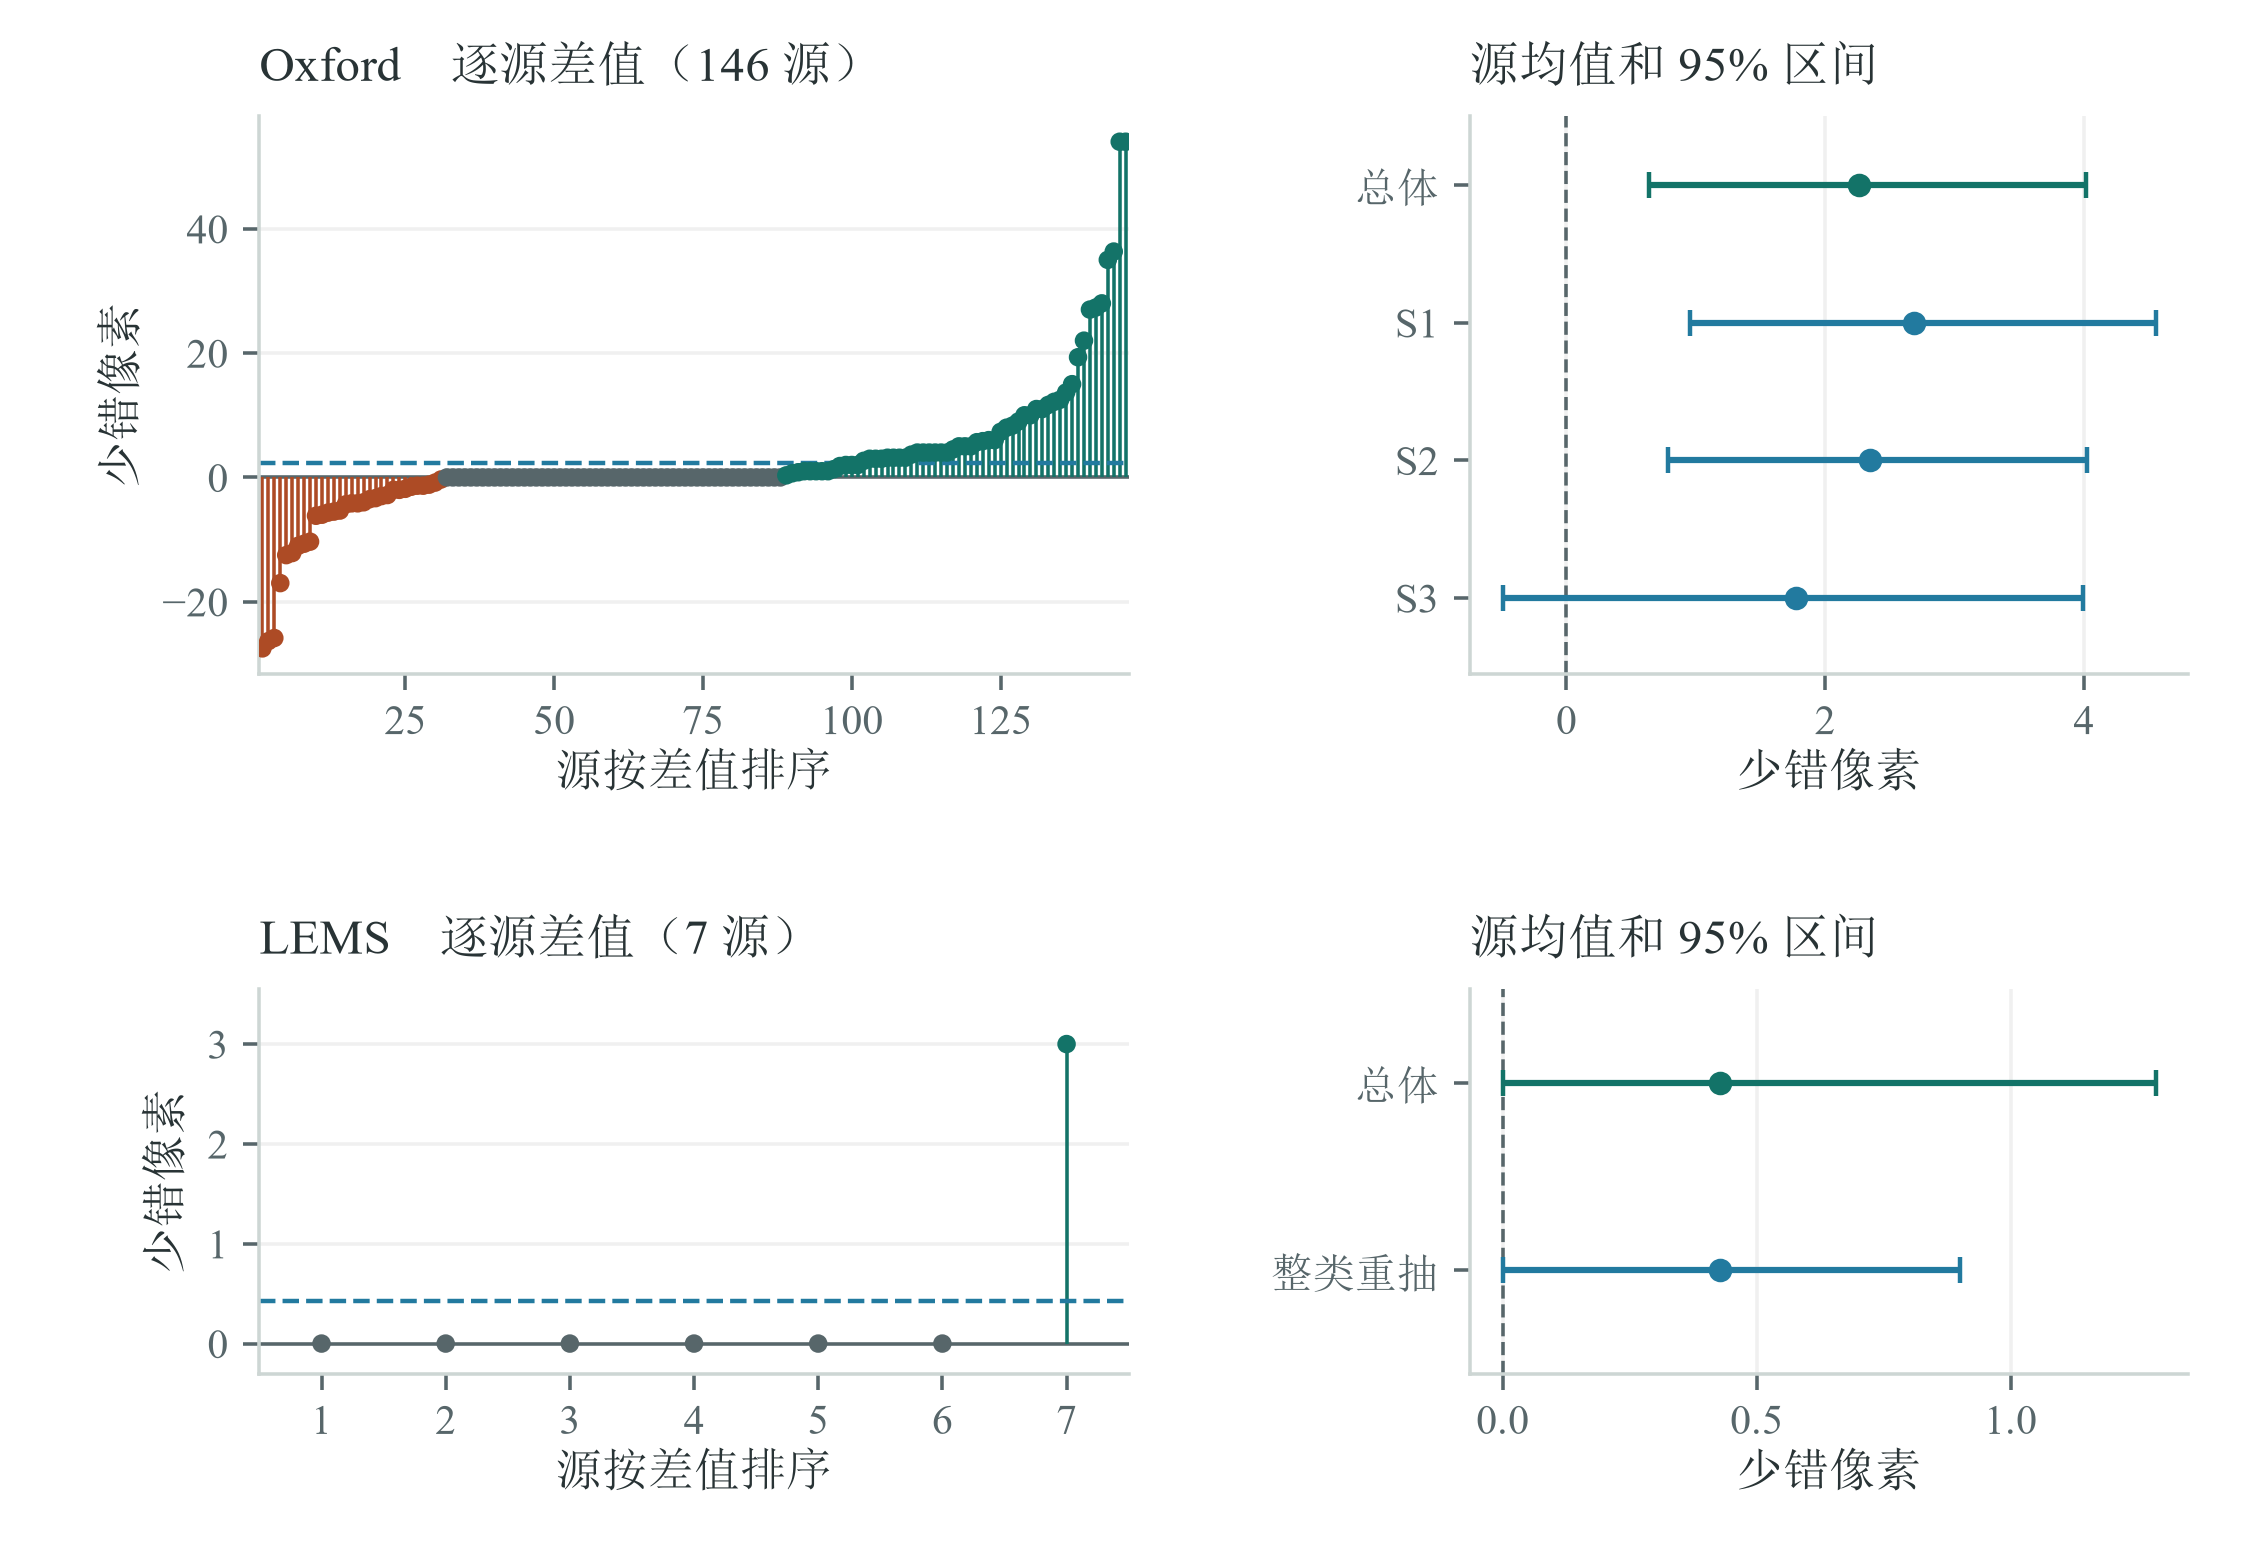 Oxford 逐源差值（146 源）
少错像素
40
20
0
−20
25 50 75 100 125
源按差值排序
源均值和 95% 区间
总体
S1
S2
S3
0 2 4
少错像素
LEMS 逐源差值（7 源）
少错像素
3
2
1
0
1 2 3 4 5 6 7
源按差值排序
源均值和 95% 区间
总体
整类重抽
0.0 0.5 1.0
少错像素